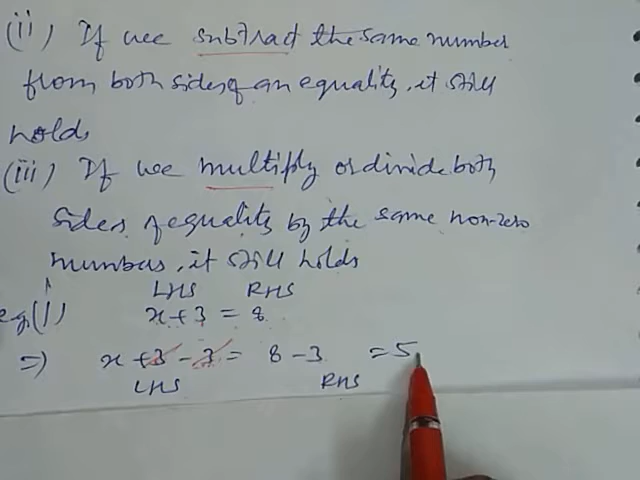 (ii) If we subtract the same number
from both sides of an equality, it still
holds
(iii) If we multiply or divide both
sides of equality by the same non-zero
number, it still holds
LHS RHS
eg(1) x+3 = 8
=) x +3 - 3 = 8 - 3 = 5
LHS RHS